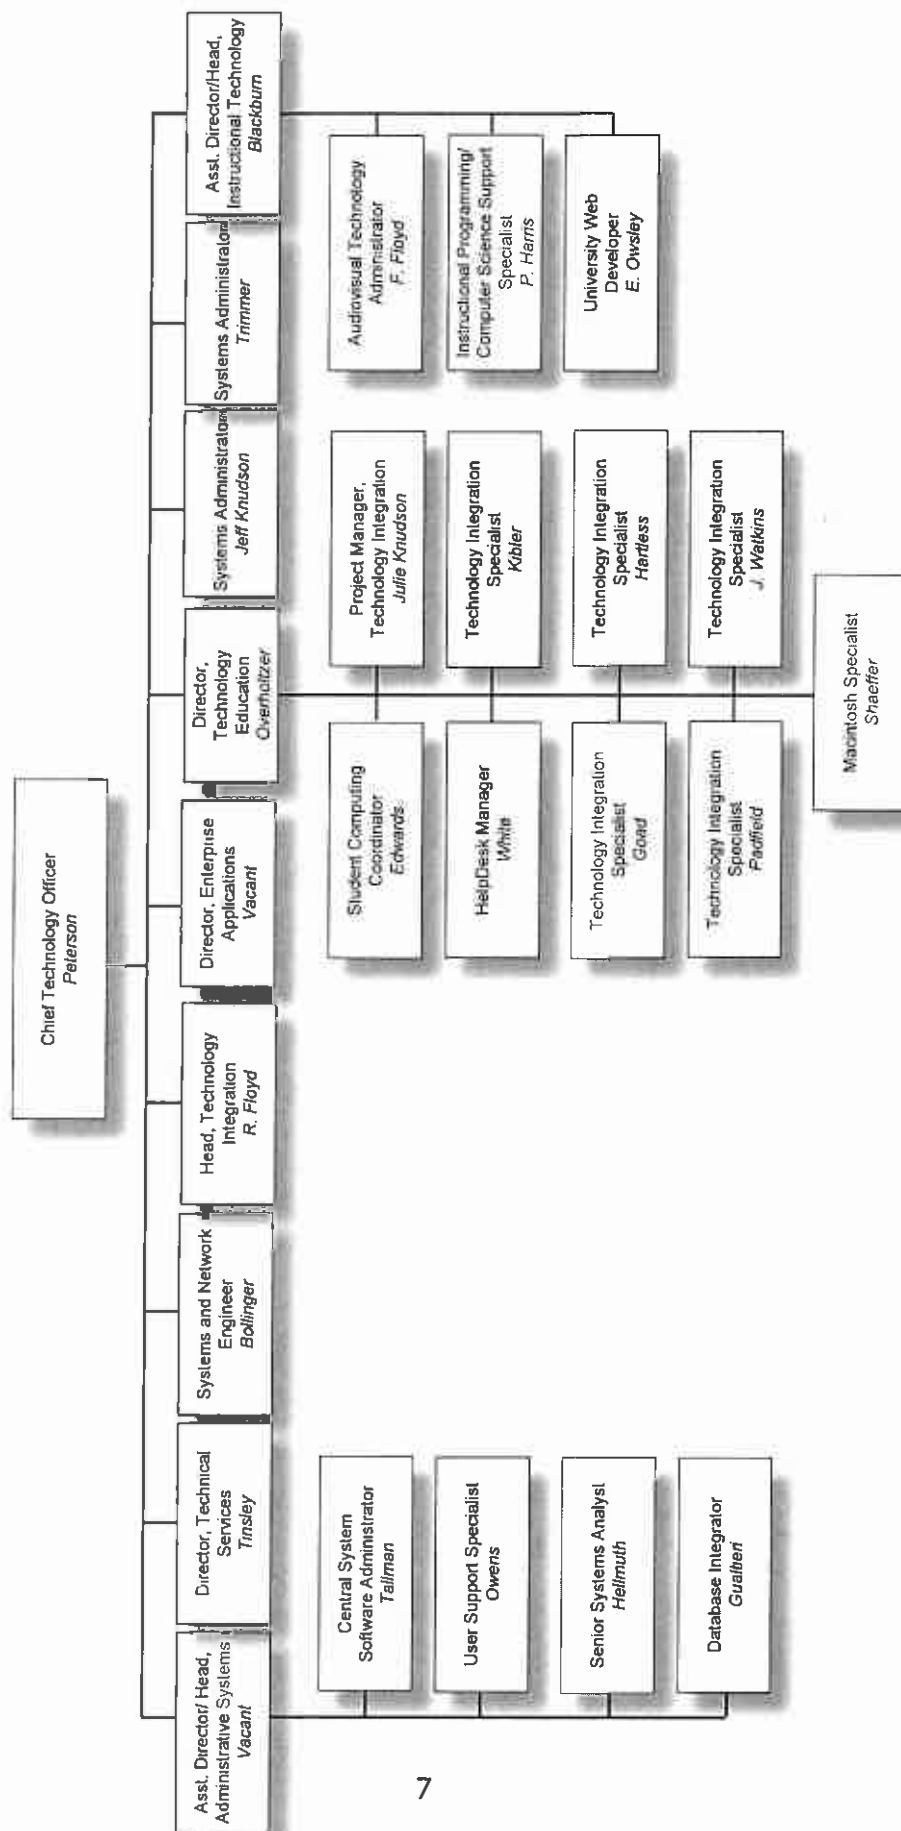 Chief Technology Officer
Peterson
Asst. Director/ Head,
Administrative Systems
Vacant
Director, Technical
Services
Tinsley
Systems and Network
Engineer
Bollinger
Head, Technology
Integration
R. Floyd
Director, Enterprise
Applications
Vacant
Director,
Technology
Education
Overholtzer
Systems Administrator
Jeff Knudson
Systems Administrator
Trimmer
Asst. Director/Head,
Instructional Technology
Blackburn
Central System
Software Administrator
Tallman
User Support Specialist
Owens
Senior Systems Analyst
Hellmuth
Database Integrator
Gualtieri
Student Computing
Coordinator
Edwards
Project Manager,
Technology Integration
Julie Knudson
HelpDesk Manager
White
Technology Integration
Specialist
Kibler
Technology Integration
Specialist
Goad
Technology Integration
Specialist
Hartless
Technology Integration
Specialist
Padfield
Technology Integration
Specialist
J. Watkins
Macintosh Specialist
Shaeffer
Audiovisual Technology
Administrator
F. Floyd
Instructional Programming/
Computer Science Support
Specialist
P. Harris
University Web
Developer
E. Owsley
7